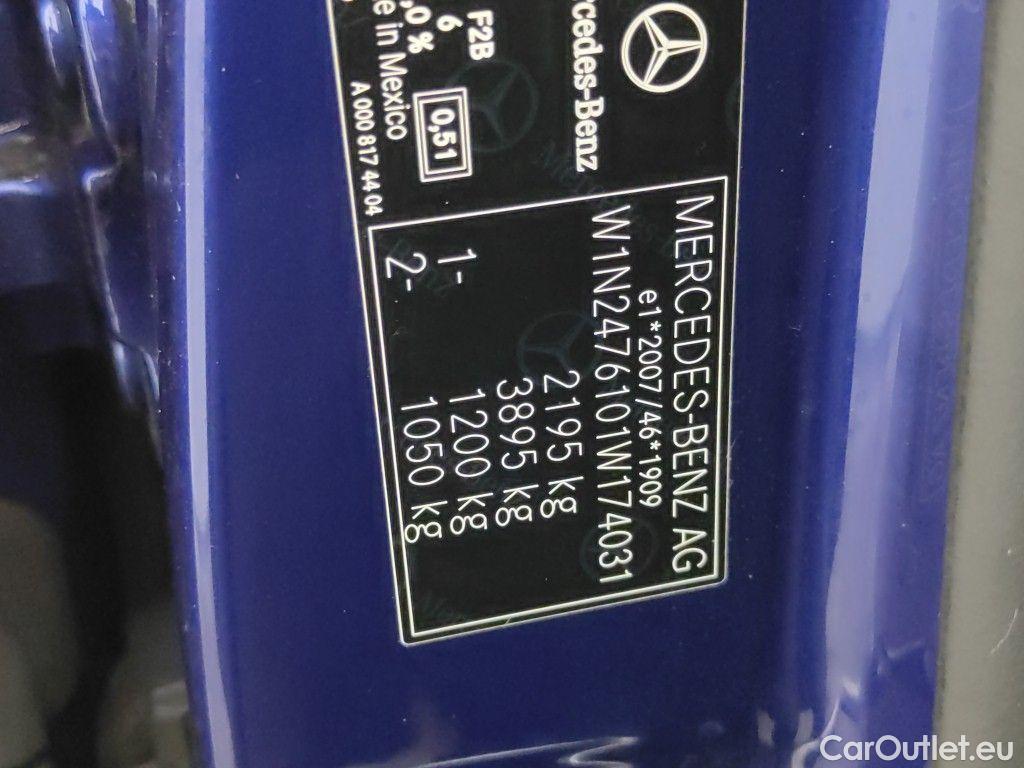 MERCEDES-BENZ AG
e1*2007/46*1909
W1N2476101W174031
2195 kg
3895 kg
1- 1200 kg
2- 1050 kg
rcedes-Benz
F2B
6
,0 %
0,51
e in Mexico
A 000 817 44 04
CarOutlet.eu